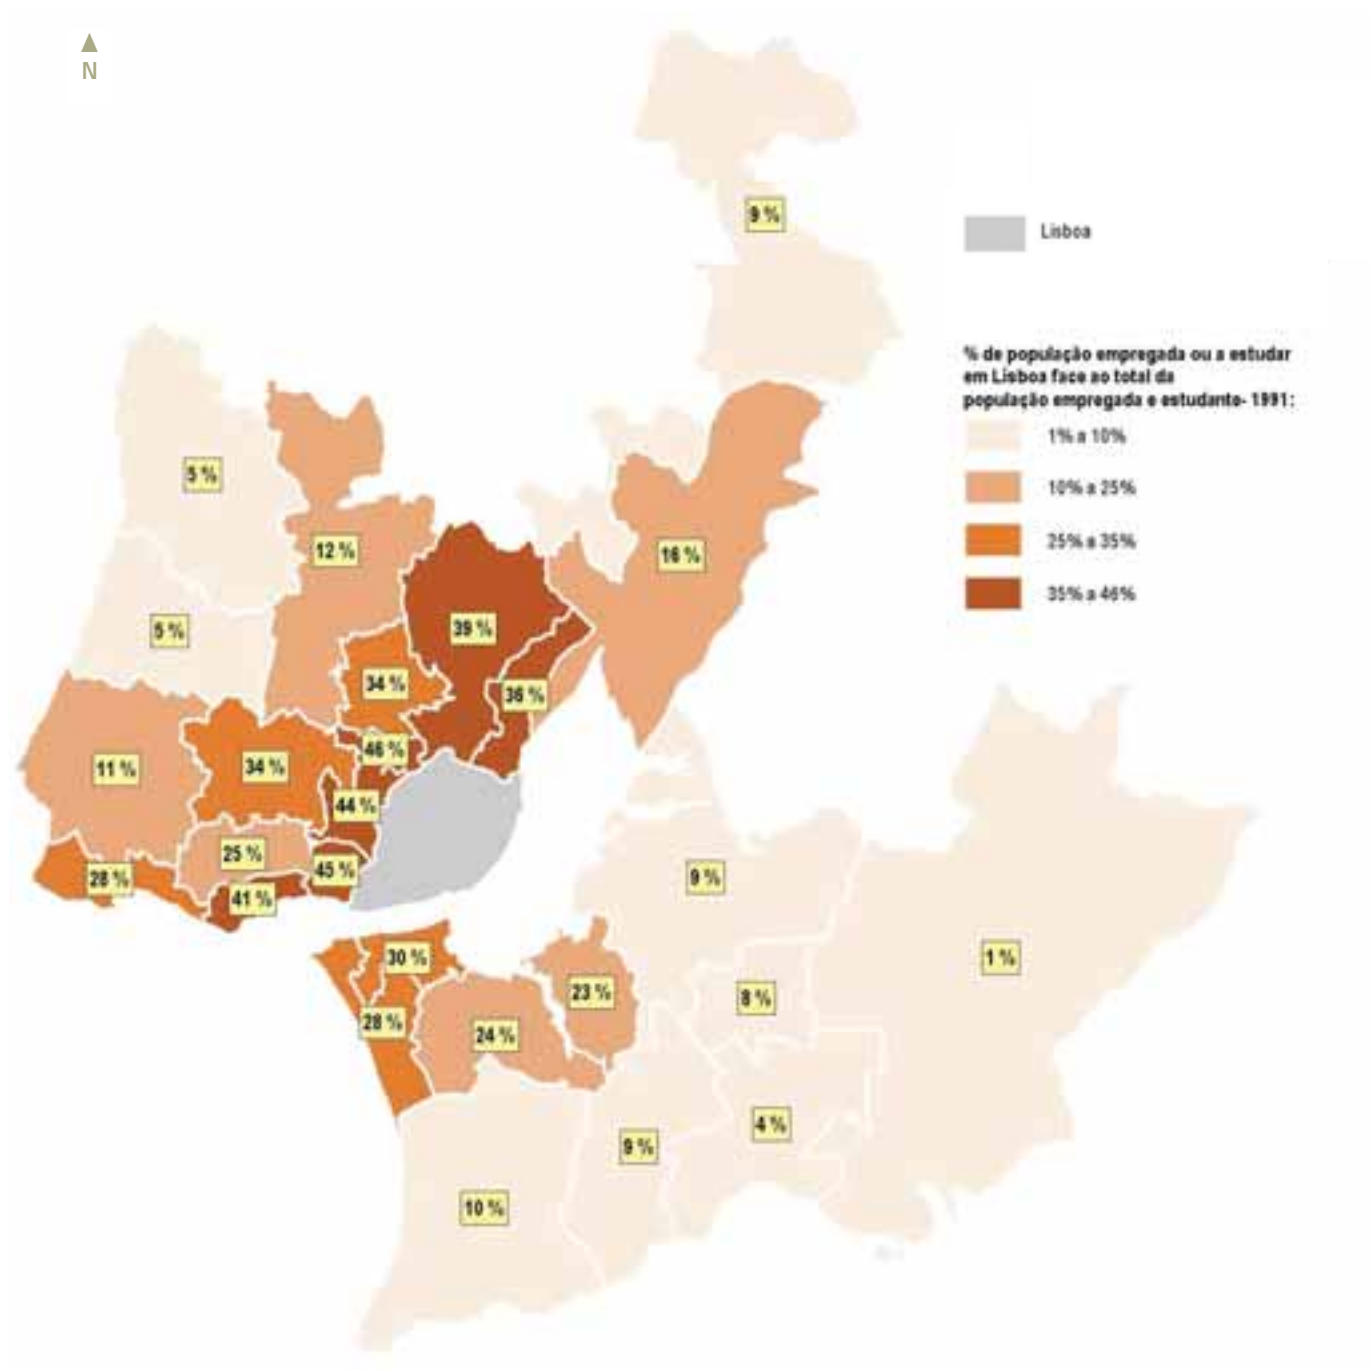 N
9 %
Lisboa
% de população empregada ou a estudar
em Lisboa face ao total da
população empregada e estudante- 1991:
1% a 10%
10% a 25%
25% a 35%
35% a 46%
5 %
12 %
16 %
5 %
39 %
34 %
36 %
46 %
11 %
34 %
44 %
25 %
45 %
28 %
41 %
9 %
30 %
1 %
23 %
8 %
28 %
24 %
4 %
9 %
10 %